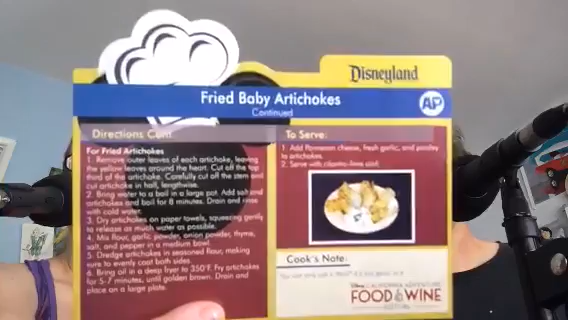 Disneyland
Fried Baby Artichokes
Continued
AP
Directions Cont.
For Fried Artichokes
1. Remove outer leaves of each artichoke, leaving
the yellow leaves around the heart. Cut off the top
third of the artichoke. Carefully cut off the stem and
cut artichoke in half, lengthwise.
2. Bring water to a boil in a large pot. Add salt and
artichokes and boil for 8 minutes. Drain and rinse
with cold water.
3. Dry artichokes on paper towels, squeezing gently
to release as much water as possible.
4. Mix flour, garlic powder, onion powder, thyme,
salt, and pepper in a medium bowl.
5. Dredge artichokes in seasoned flour, making
sure to evenly coat both sides.
6. Bring oil in a deep fryer to 350°F. Fry artichokes
for 5-7 minutes, until golden brown. Drain and
place on a large plate.
To Serve:
1. Add Parmesan cheese, fresh garlic, and parsley
to artichokes.
2. Serve with cilantro-lime aioli.
Cook's Note:
Disney CALIFORNIA ADVENTURE
FOOD & WINE
FESTIVAL